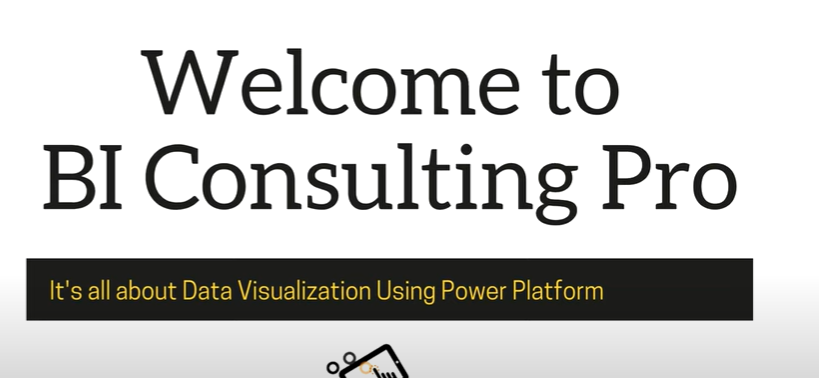 Welcome to
BI Consulting Pro
It's all about Data Visualization Using Power Platform